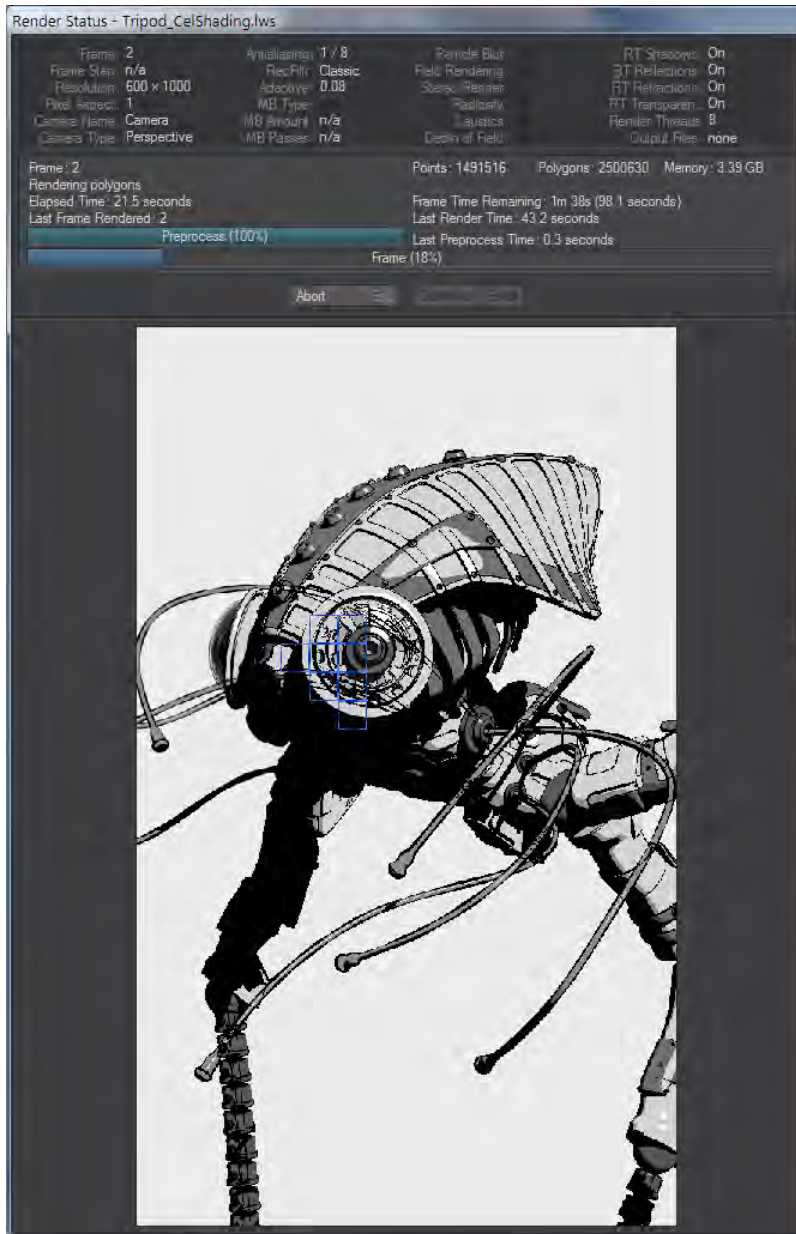 Render Status - Tripod_CelShading.lws
Frame 2 Antialiasing 1 / 8 Particle Blur RT Shadows On
Frame Step n/a RecFiltr Classic Field Rendering RT Reflections On
Resolution 600 x 1000 Adaptive 0.08 Stereo Render RT Refractions On
Pixel Aspect 1 MB Type Radiosity RT Transparen.. On
Camera Name Camera MB Amount n/a Caustics Render Threads 8
Camera Type Perspective MB Passes n/a Depth of Field Output Files none
Frame : 2 Points : 1491516 Polygons : 2500630 Memory : 3.39 GB
Rendering polygons
Elapsed Time : 21.5 seconds Frame Time Remaining : 1m 38s (98.1 seconds)
Last Frame Rendered : 2 Last Render Time : 43.2 seconds
Preprocess (100%) Last Preprocess Time : 0.3 seconds
Frame (18%)
Abort